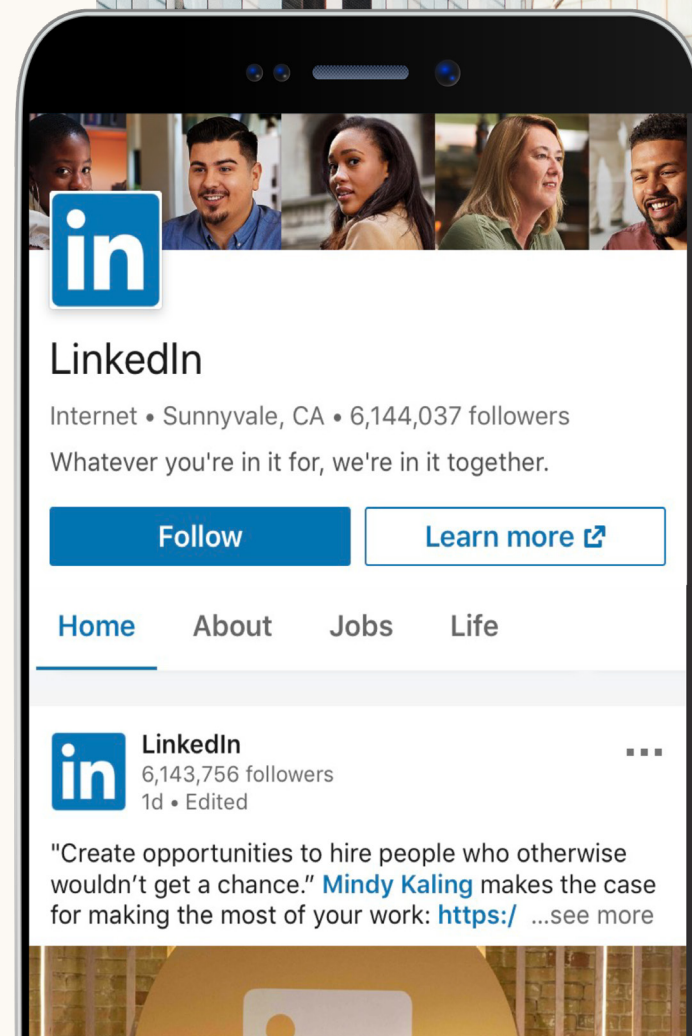 in
LinkedIn
Internet • Sunnyvale, CA • 6,144,037 followers
Whatever you're in it for, we're in it together.
Follow
Learn more
Home
About
Jobs
Life
in
LinkedIn
6,143,756 followers
1d • Edited
"Create opportunities to hire people who otherwise
wouldn’t get a chance.” Mindy Kaling makes the case
for making the most of your work: https:/ ...see more